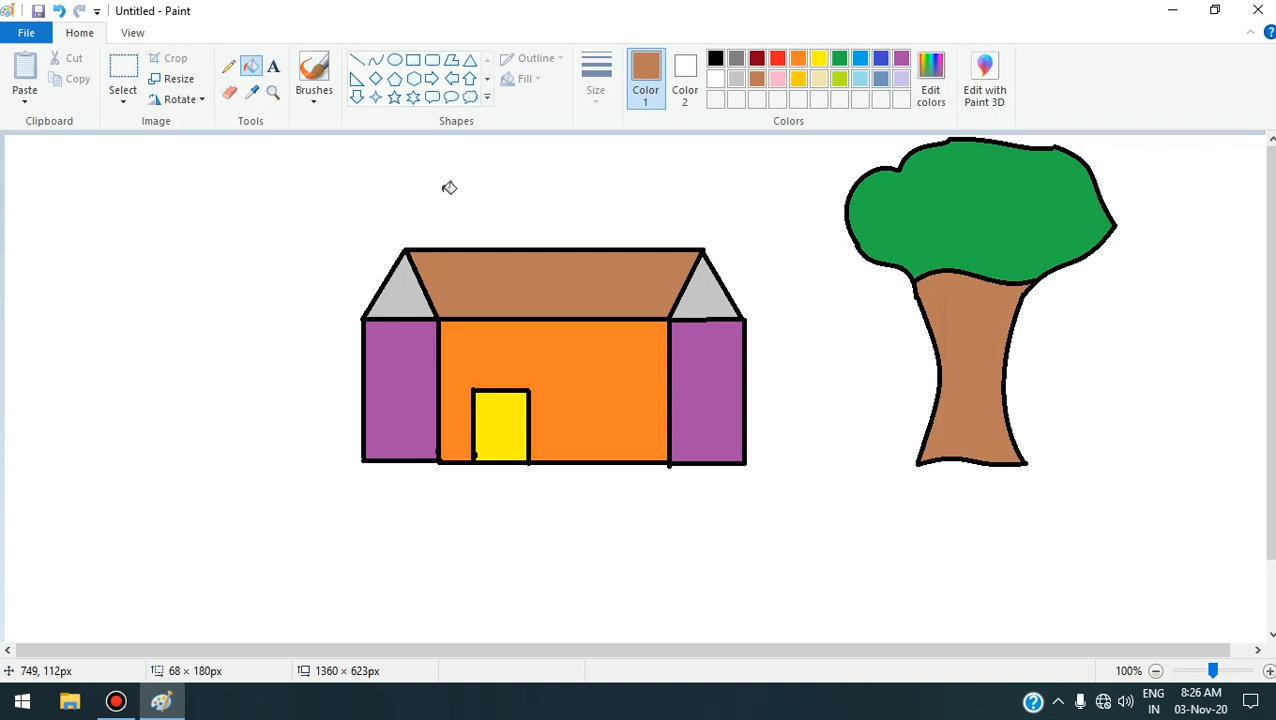 Untitled - Paint
File Home View
Paste
Cut
Copy
Clipboard
Select
Crop
Resize
Rotate
Image
A
Tools
Brushes
Shapes
Outline
Fill
Size
Color 1
Color 2
Colors
Edit colors
Edit with Paint 3D
749, 112px
68 × 180px
1360 × 623px
100%
ENG
IN
8:26 AM
03-Nov-20